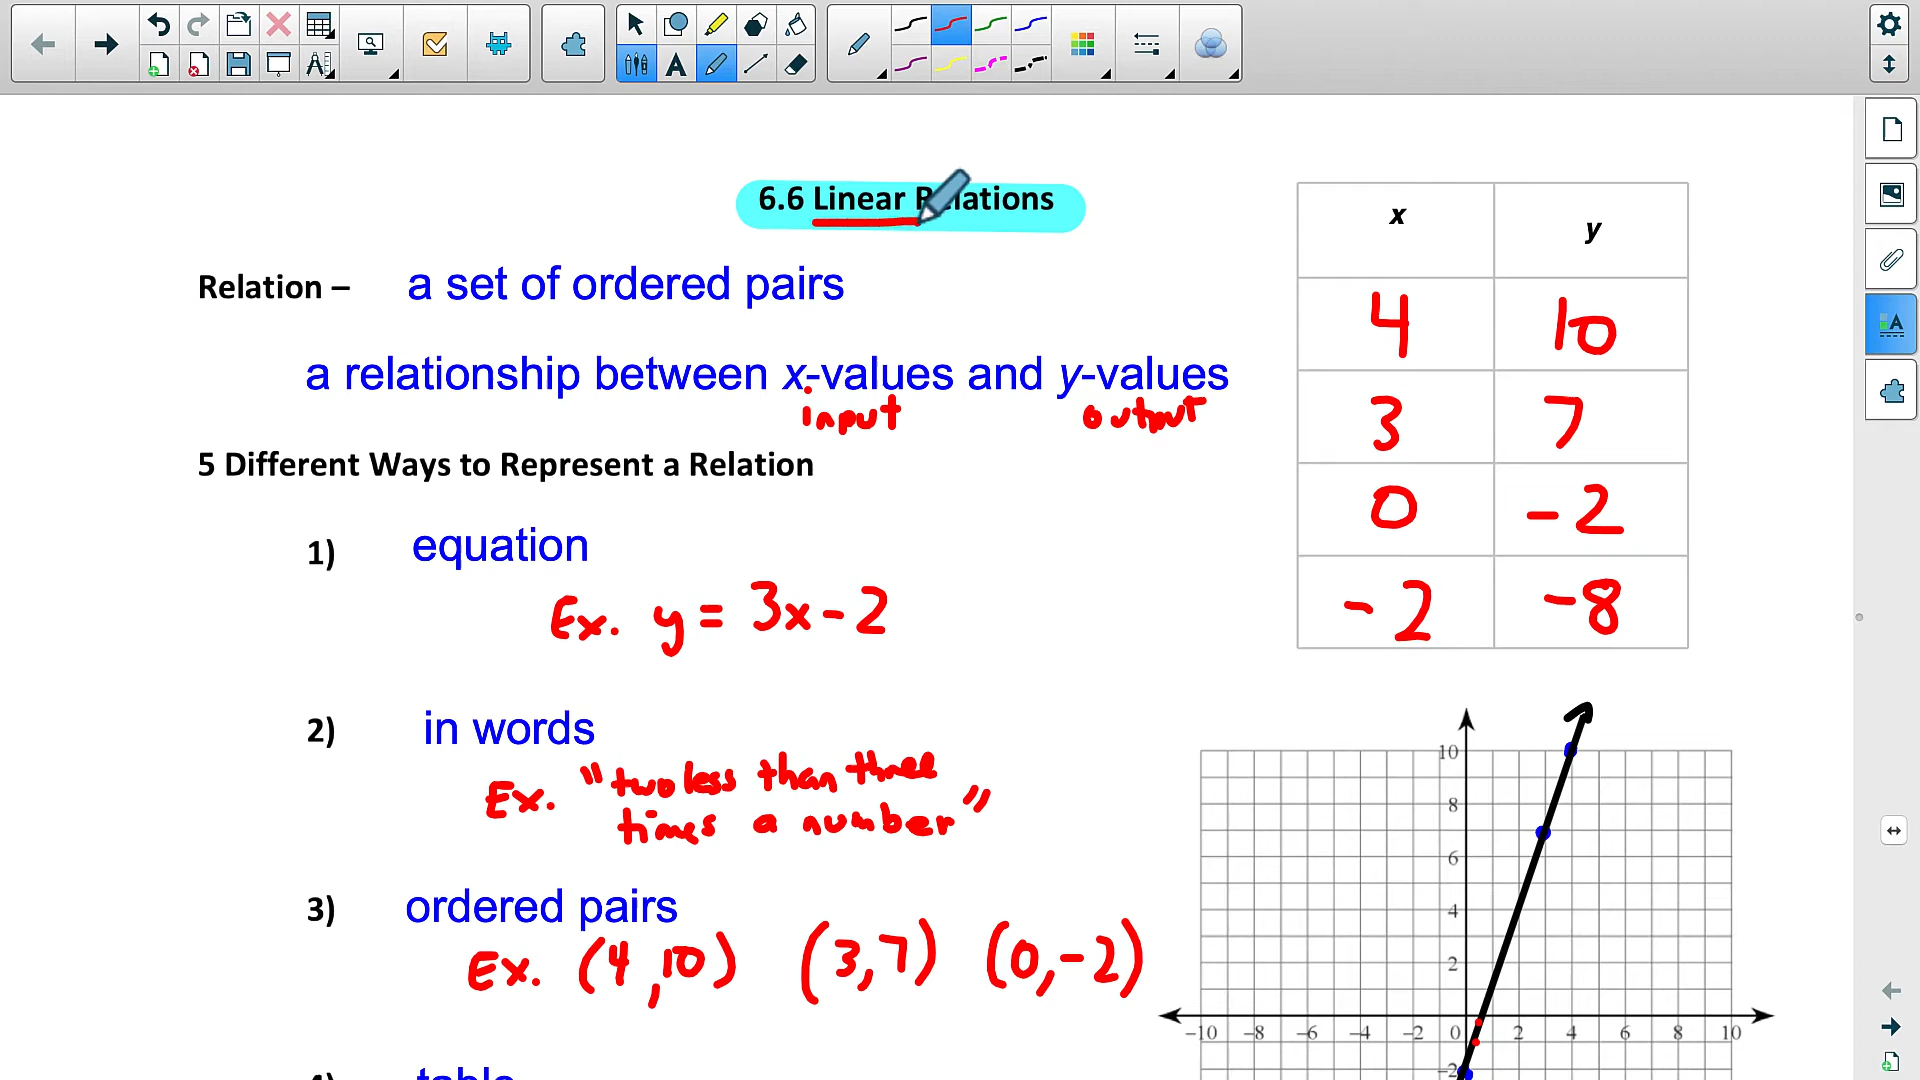 6.6 Linear Relations
Relation – a set of ordered pairs
a relationship between x-values and y-values
input output
5 Different Ways to Represent a Relation
1) equation
Ex. y = 3x - 2
2) in words
Ex. "two less than three
times a number"
3) ordered pairs
Ex. (4,10) (3,7) (0,-2)
x y
4 10
3 7
0 -2
-2 -8
10
8
6
4
2
-10 -8 -6 -4 -2 0 2 4 6 8 10
-2